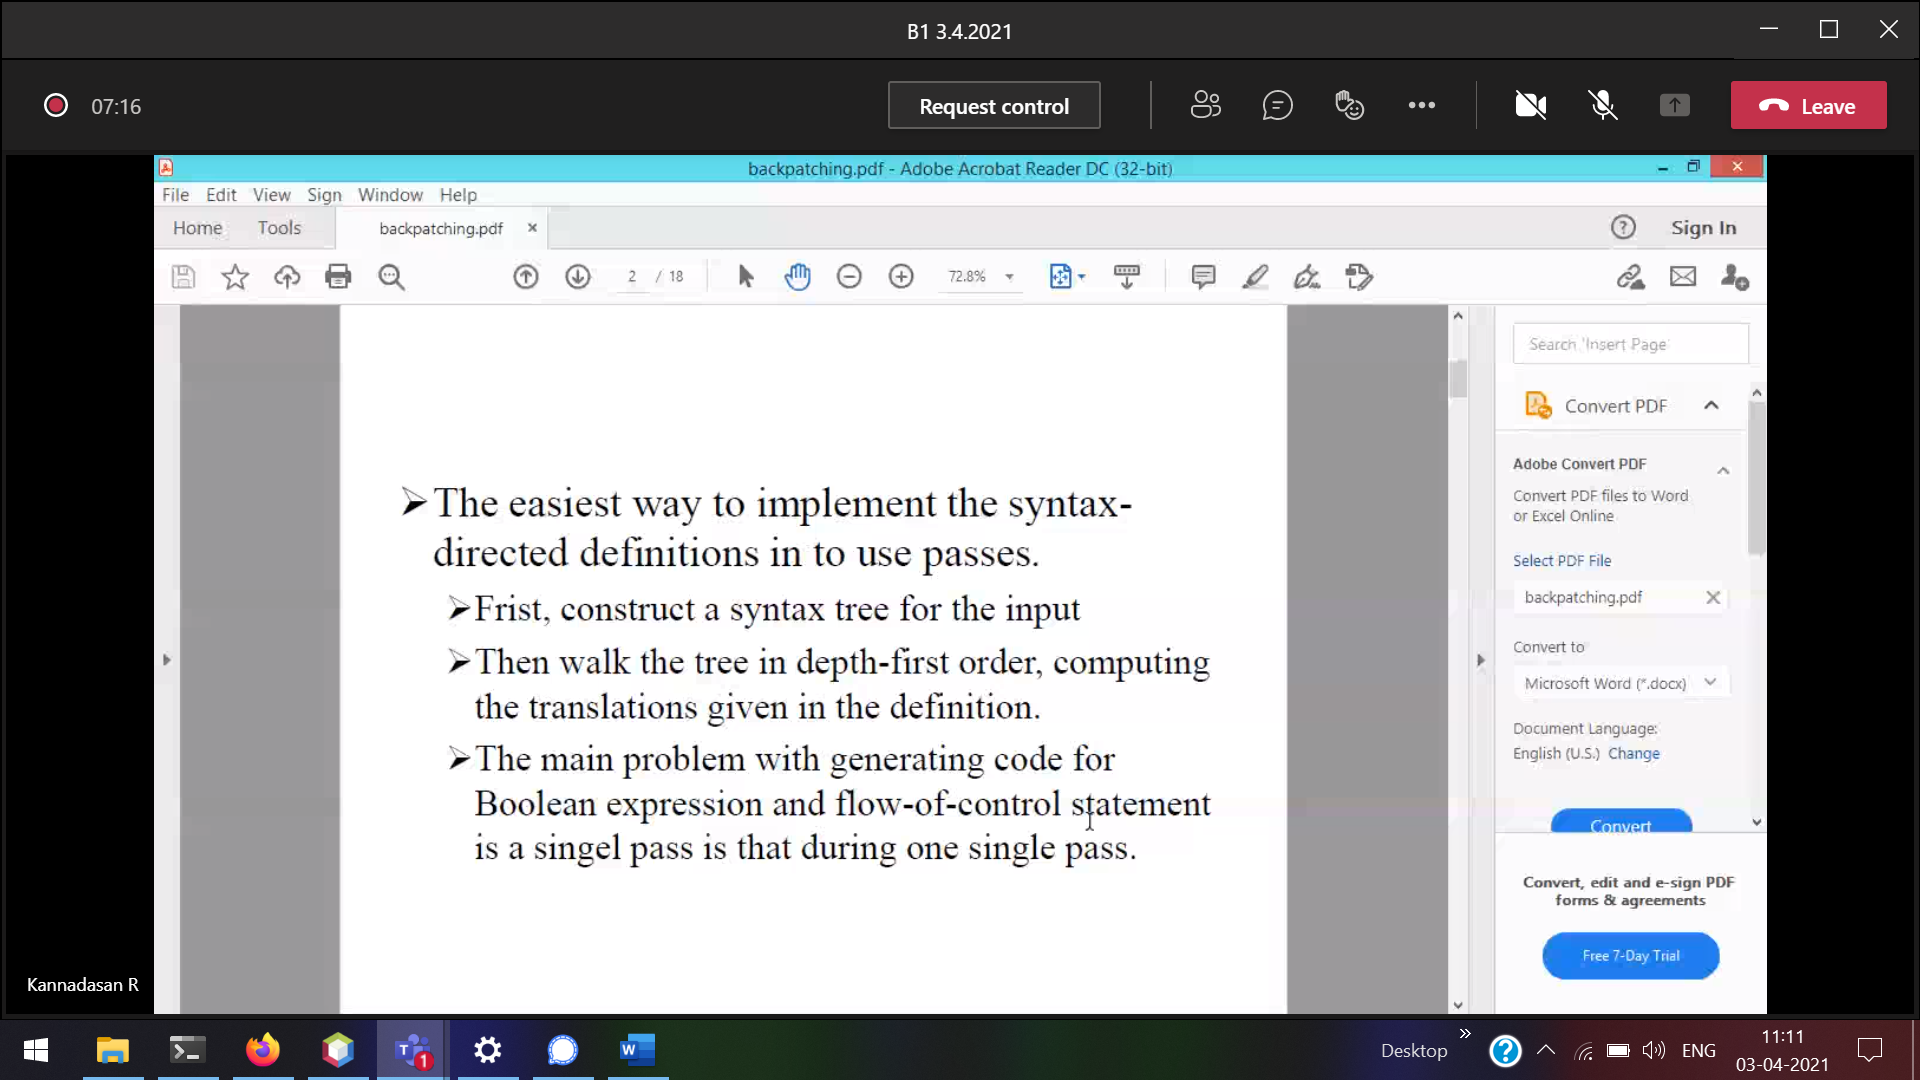 B1 3.4.2021
07:16
Request control
Leave
backpatching.pdf - Adobe Acrobat Reader DC (32-bit)
File Edit View Sign Window Help
Home Tools backpatching.pdf Sign In
2 / 18 72.8%
Search 'Insert Page'
Convert PDF
Adobe Convert PDF
Convert PDF files to Word
or Excel Online
Select PDF File
backpatching.pdf
Convert to
Microsoft Word (*.docx)
Document Language:
English (U.S.) Change
Convert
Convert, edit and e-sign PDF
forms & agreements
Free 7-Day Trial
The easiest way to implement the syntax-
directed definitions in to use passes.
Frist, construct a syntax tree for the input
Then walk the tree in depth-first order, computing
the translations given in the definition.
The main problem with generating code for
Boolean expression and flow-of-control statement
is a singel pass is that during one single pass.
Kannadasan R
Desktop
ENG
11:11
03-04-2021
1